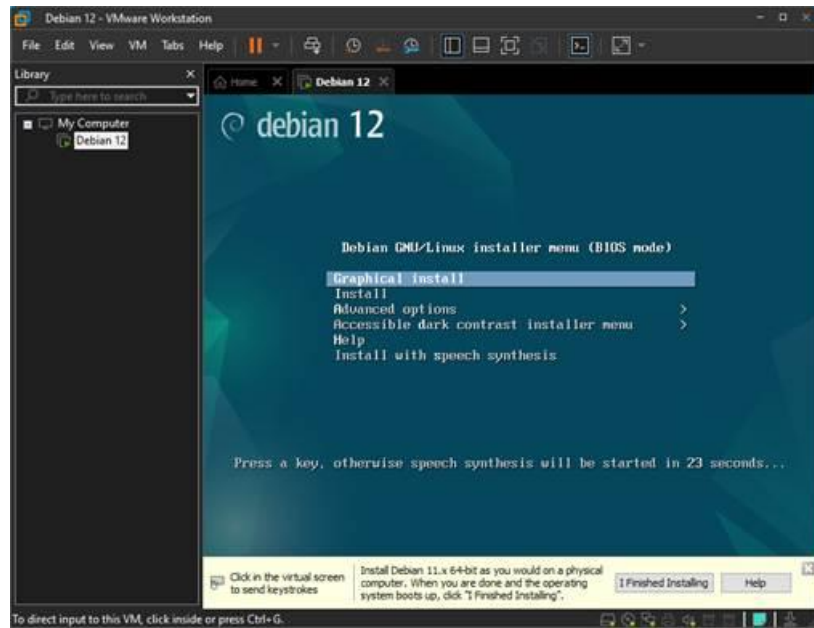 Debian 12 - VMware Workstation
File Edit View VM Tabs Help
Library
Type here to search
My Computer
Debian 12
Home
Debian 12
debian 12
Debian GNU/Linux installer menu (BIOS mode)
Graphical install
Install
Advanced options >
Accessible dark contrast installer menu >
Help
Install with speech synthesis
Press a key, otherwise speech synthesis will be started in 23 seconds...
Click in the virtual screen
to send keystrokes
Install Debian 11.x 64-bit as you would on a physical
computer. When you are done and the operating
system boots up, click "I Finished Installing".
I Finished Installing
Help
To direct input to this VM, click inside or press Ctrl+G.